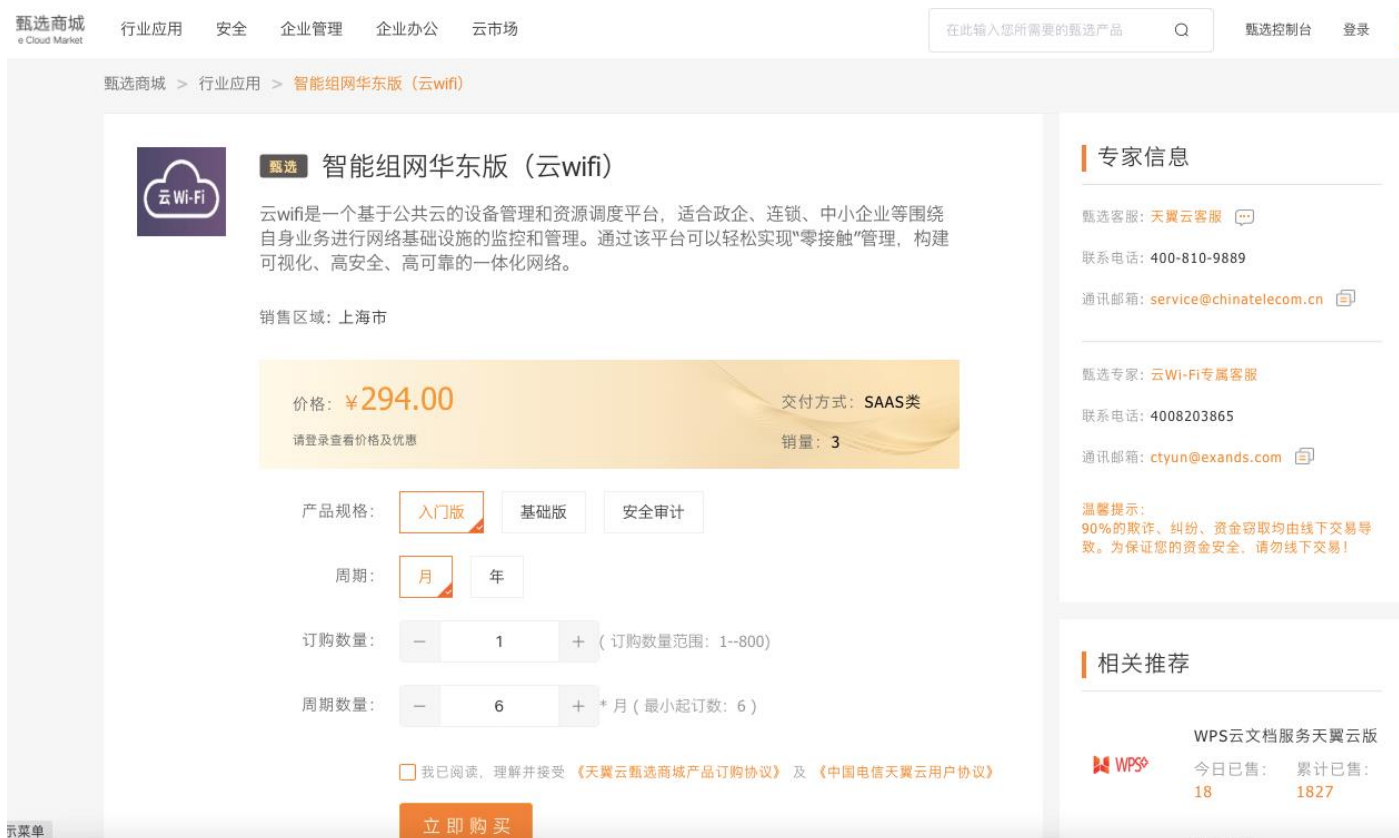 甄选商城
e Cloud Market
行业应用 安全 企业管理 企业办公 云市场
在此输入您所需要的甄选产品
甄选控制台 登录
甄选商城 > 行业应用 > 智能组网华东版（云wifi）
云 Wi-Fi
甄选 智能组网华东版（云wifi）
云wifi是一个基于公共云的设备管理和资源调度平台，适合政企、连锁、中小企业等围绕
自身业务进行网络基础设施的监控和管理。通过该平台可以轻松实现“零接触”管理，构建
可视化、高安全、高可靠的一体化网络。
销售区域: 上海市
价格: ¥294.00
请登录查看价格及优惠
交付方式: SAAS类
销量: 3
产品规格: 入门版 基础版 安全审计
周期: 月 年
订购数量: － 1 ＋ ( 订购数量范围: 1--800)
周期数量: － 6 ＋ * 月 ( 最小起订数: 6 )
我已阅读，理解并接受 《天翼云甄选商城产品订购协议》 及 《中国电信天翼云用户协议》
立即购买
专家信息
甄选客服: 天翼云客服
联系电话: 400-810-9889
通讯邮箱: service@chinatelecom.cn
甄选专家: 云Wi-Fi专属客服
联系电话: 4008203865
通讯邮箱: ctyun@exands.com
温馨提示:
90%的欺诈、纠纷、资金窃取均由线下交易导
致。为保证您的资金安全，请勿线下交易！
相关推荐
WPS
WPS云文档服务天翼云版
今日已售: 累计已售:
18 1827
示菜单